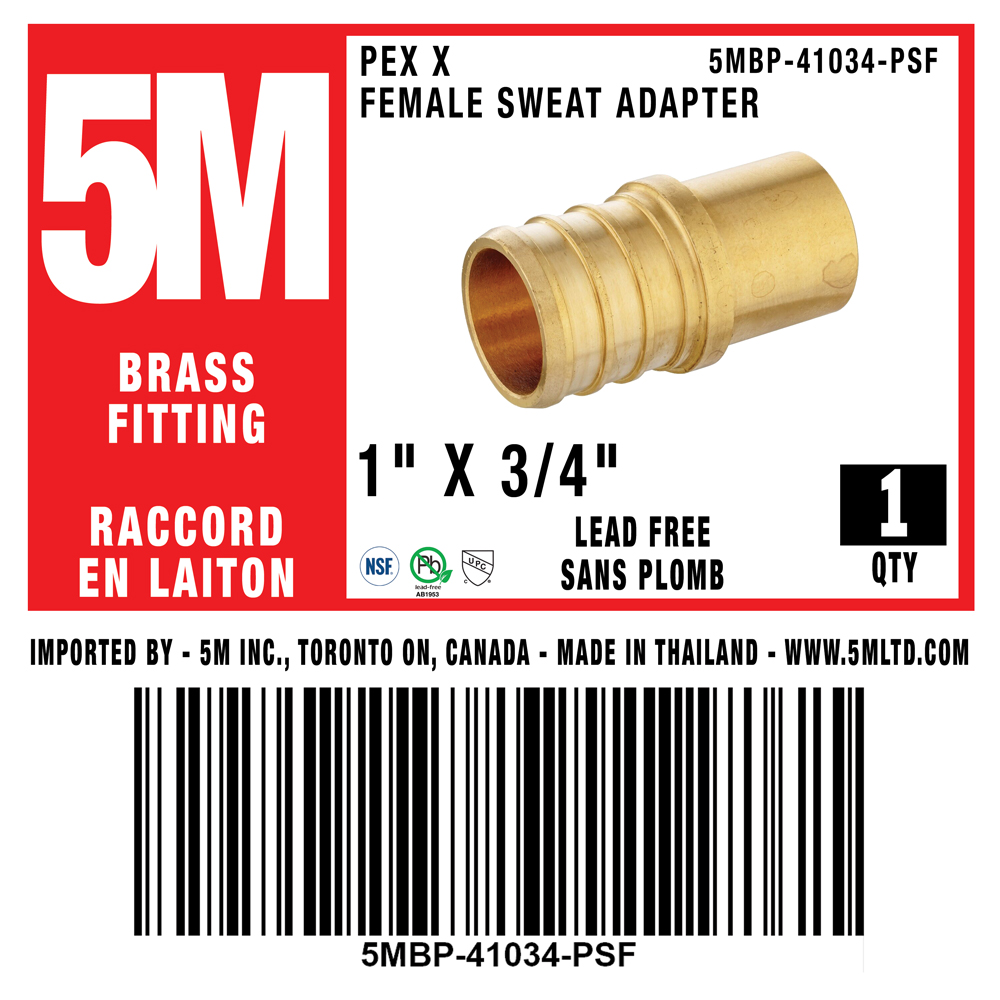 5M
BRASS
FITTING
RACCORD
EN LAITON
PEX X
FEMALE SWEAT ADAPTER
5MBP-41034-PSF
1" X 3/4"
NSF
Pb
lead-free
AB1953
UPC
C ®
LEAD FREE
SANS PLOMB
1
QTY
IMPORTED BY - 5M INC., TORONTO ON, CANADA - MADE IN THAILAND - WWW.5MLTD.COM
5MBP-41034-PSF